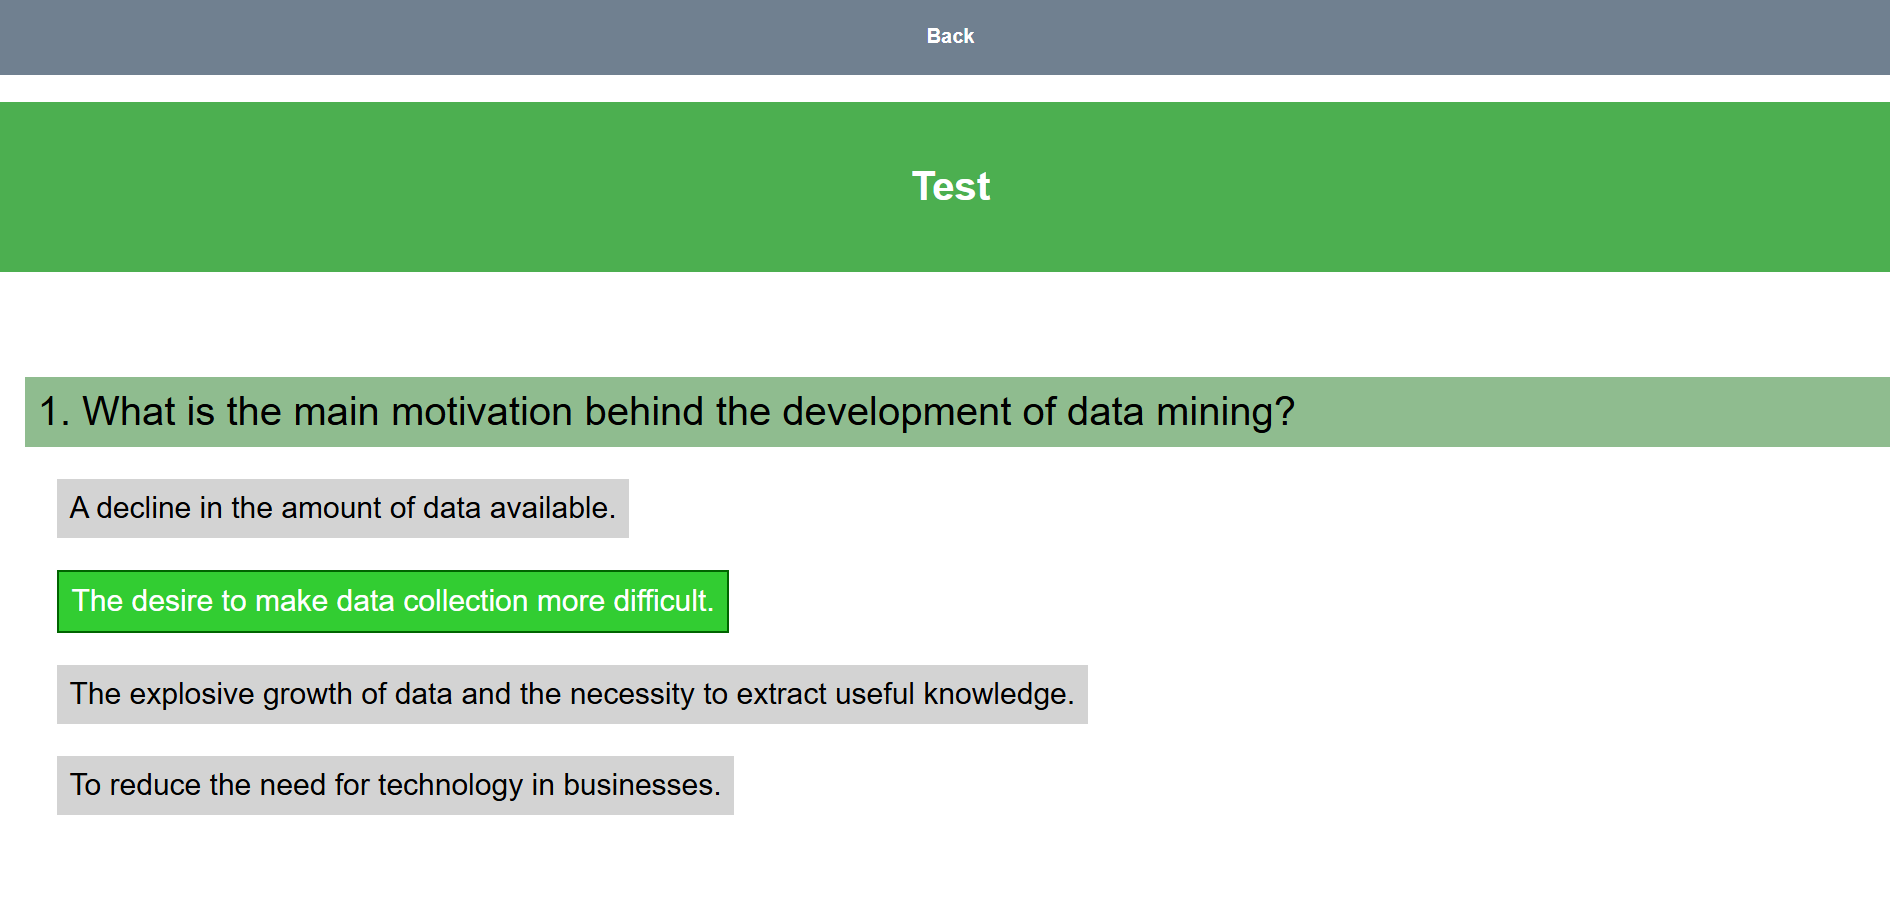 Back
Test
1. What is the main motivation behind the development of data mining?
A decline in the amount of data available.
The desire to make data collection more difficult.
The explosive growth of data and the necessity to extract useful knowledge.
To reduce the need for technology in businesses.